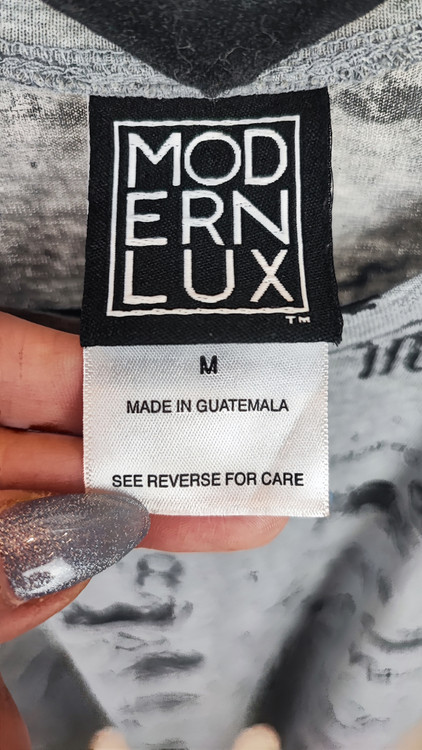 MOD
ERN
LUX
TM
M
MADE IN GUATEMALA
SEE REVERSE FOR CARE